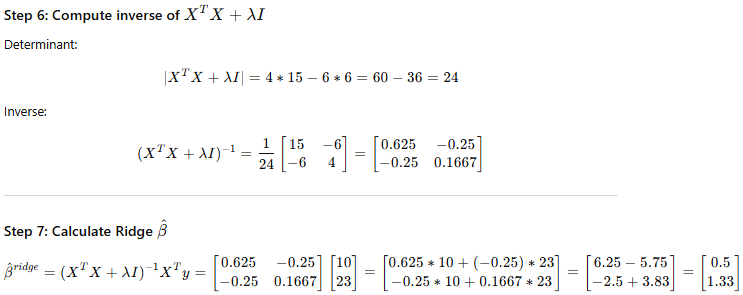 Step 6: Compute inverse of $X^T X + \lambda I$
Determinant:
$|X^T X + \lambda I| = 4 * 15 - 6 * 6 = 60 - 36 = 24$
Inverse:
$(X^T X + \lambda I)^{-1} = \frac{1}{24} \begin{bmatrix} 15 & -6 \\ -6 & 4 \end{bmatrix} = \begin{bmatrix} 0.625 & -0.25 \\ -0.25 & 0.1667 \end{bmatrix}$
Step 7: Calculate Ridge $\hat{\beta}$
$\hat{\beta}^{ridge} = (X^T X + \lambda I)^{-1} X^T y = \begin{bmatrix} 0.625 & -0.25 \\ -0.25 & 0.1667 \end{bmatrix} \begin{bmatrix} 10 \\ 23 \end{bmatrix} = \begin{bmatrix} 0.625 * 10 + (-0.25) * 23 \\ -0.25 * 10 + 0.1667 * 23 \end{bmatrix} = \begin{bmatrix} 6.25 - 5.75 \\ -2.5 + 3.83 \end{bmatrix} = \begin{bmatrix} 0.5 \\ 1.33 \end{bmatrix}$